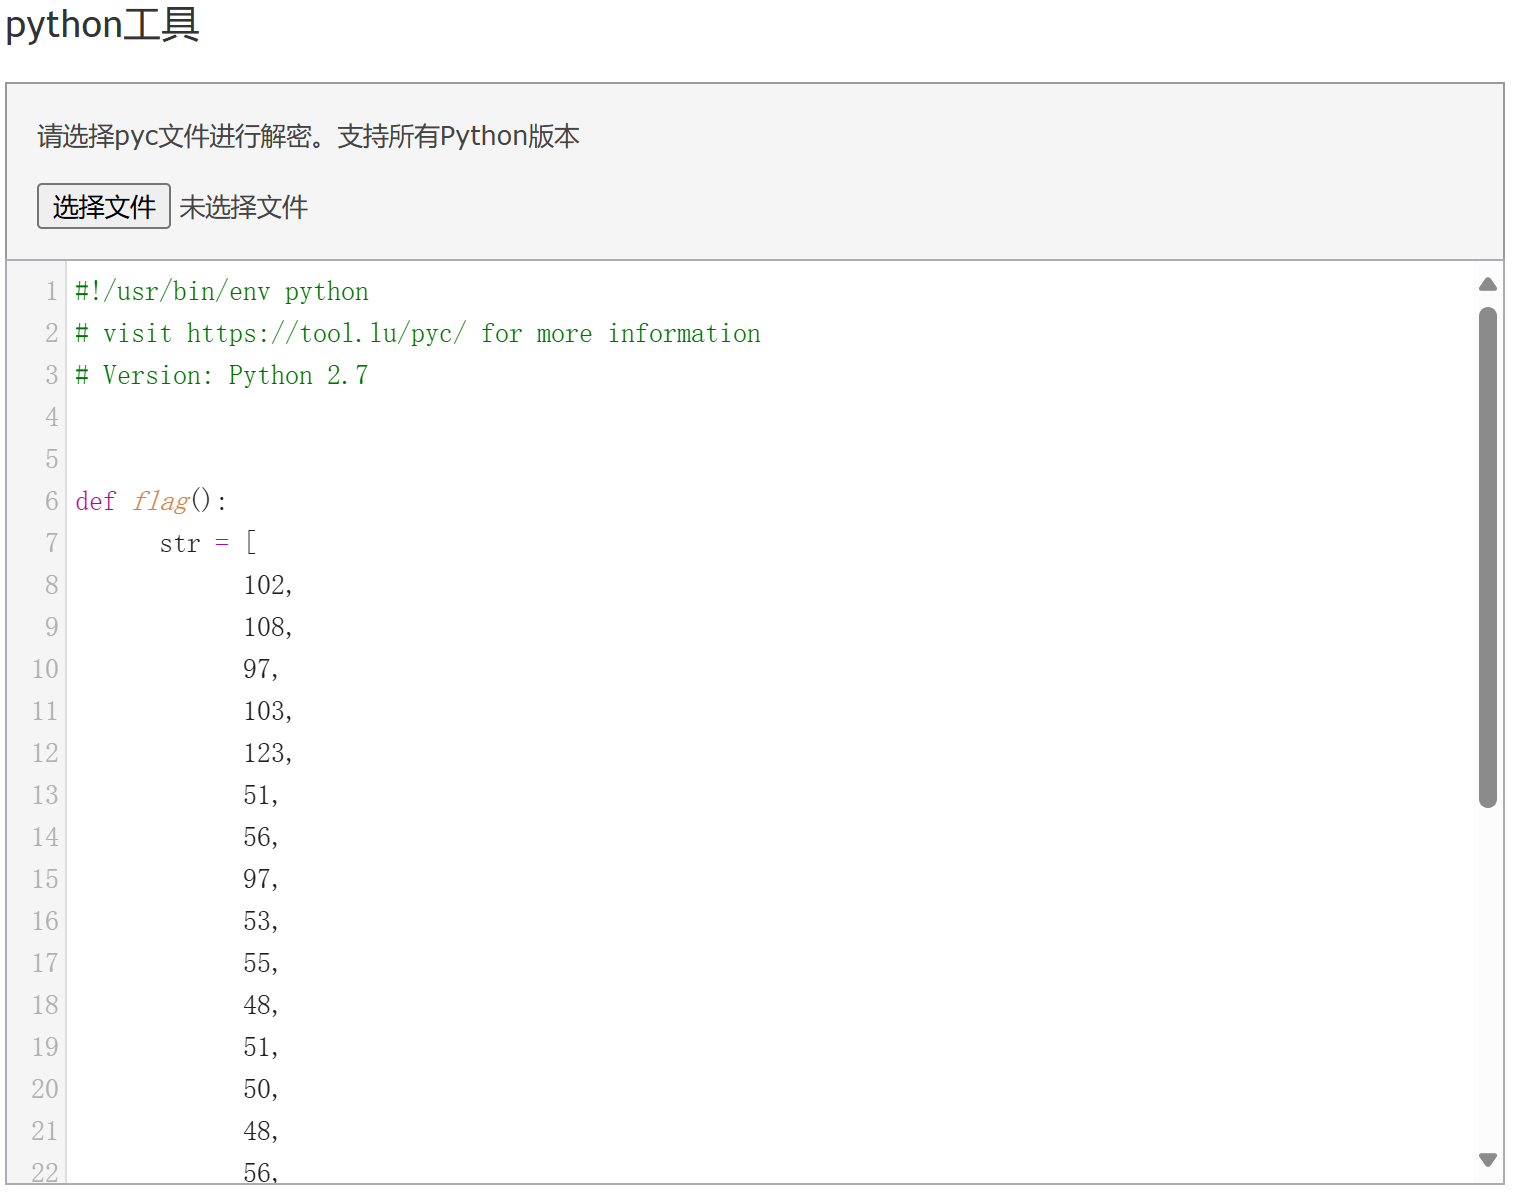 python工具
请选择pyc文件进行解密。支持所有Python版本
选择文件 未选择文件
1 #!/usr/bin/env python
2 # visit https://tool.lu/pyc/ for more information
3 # Version: Python 2.7
4
5
6 def flag():
7 str = [
8 102,
9 108,
10 97,
11 103,
12 123,
13 51,
14 56,
15 97,
16 53,
17 55,
18 48,
19 51,
20 50,
21 48,
22 56,